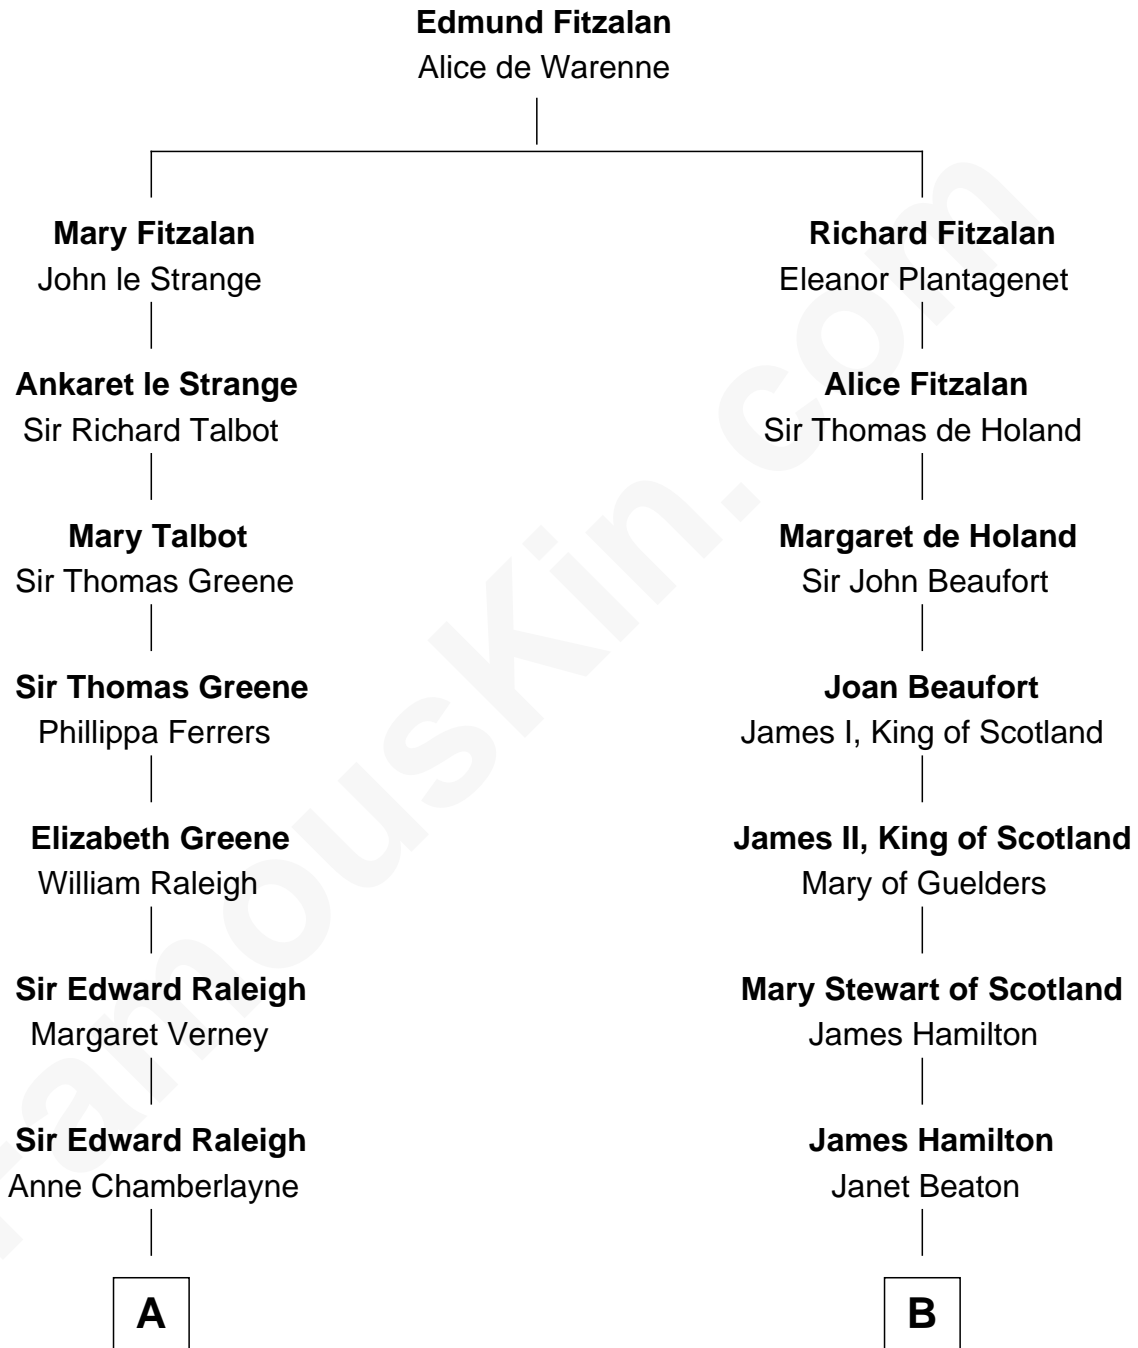 Edmund Fitzalan
Alice de Warenne
Mary Fitzalan
John le Strange
Richard Fitzalan
Eleanor Plantagenet
Ankaret le Strange
Sir Richard Talbot
Alice Fitzalan
Sir Thomas de Holand
Mary Talbot
Sir Thomas Greene
Margaret de Holand
Sir John Beaufort
Sir Thomas Greene
Phillippa Ferrers
Joan Beaufort
James I, King of Scotland
Elizabeth Greene
William Raleigh
James II, King of Scotland
Mary of Guelders
Sir Edward Raleigh
Margaret Verney
Mary Stewart of Scotland
James Hamilton
Sir Edward Raleigh
Anne Chamberlayne
James Hamilton
Janet Beaton
A
B
FamousKin.com